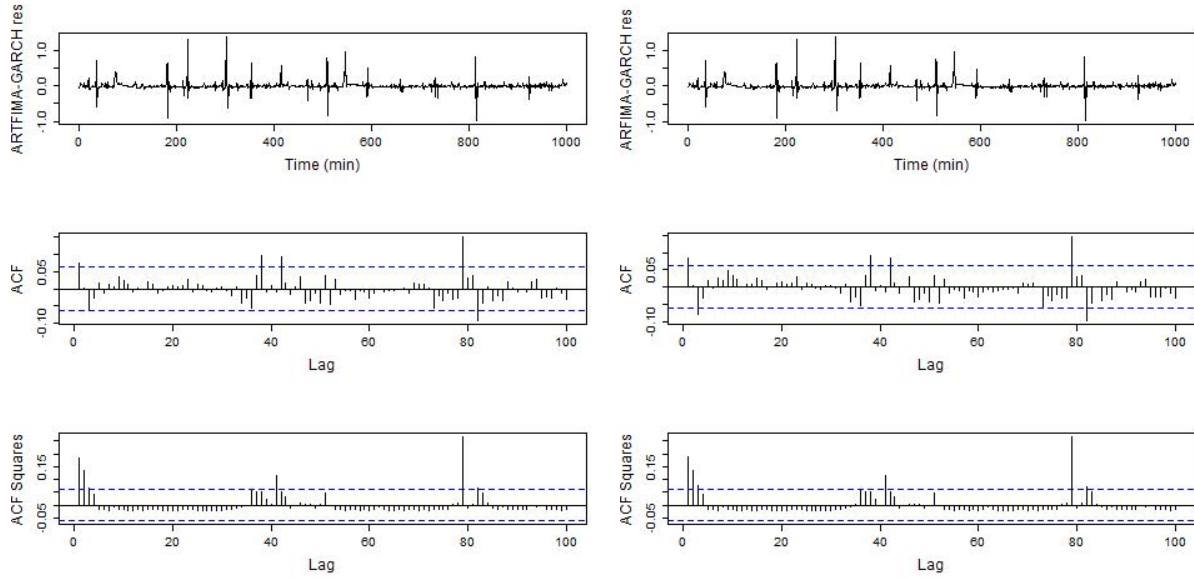 ARTFIMA-GARCH res
-1.0 0.0 1.0
0 200 400 600 800 1000
Time (min)
ARFIMA-GARCH res
-1.0 0.0 1.0
0 200 400 600 800 1000
Time (min)
ACF
-0.10 0.05
0 20 40 60 80 100
Lag
ACF
-0.10 0.05
0 20 40 60 80 100
Lag
ACF Squares
-0.05 0.15
0 20 40 60 80 100
Lag
ACF Squares
-0.05 0.15
0 20 40 60 80 100
Lag